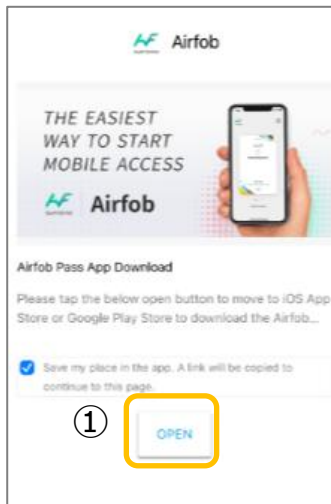 Airfob
THE EASIEST
WAY TO START
MOBILE ACCESS
Airfob
Airfob Pass App Download
Please tap the below open button to move to iOS App
Store or Google Play Store to download the Airfob...
Save my place in the app. A link will be copied to
continue to this page.
①
OPEN